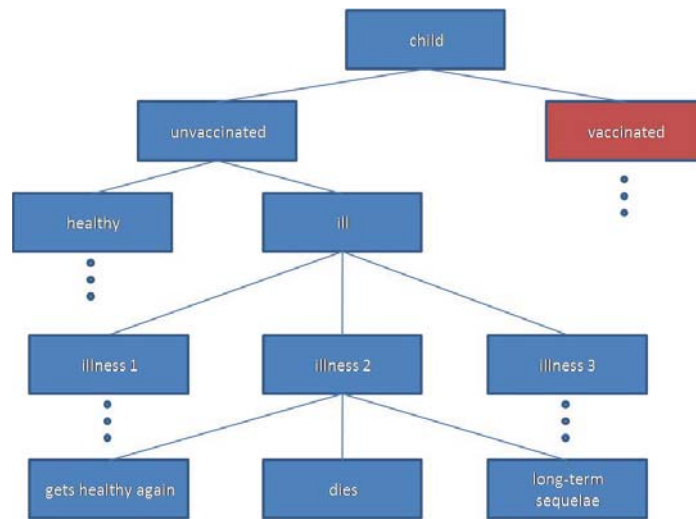 child
unvaccinated
vaccinated
healthy
ill
illness 1
illness 2
illness 3
gets healthy again
dies
long-term
sequelae